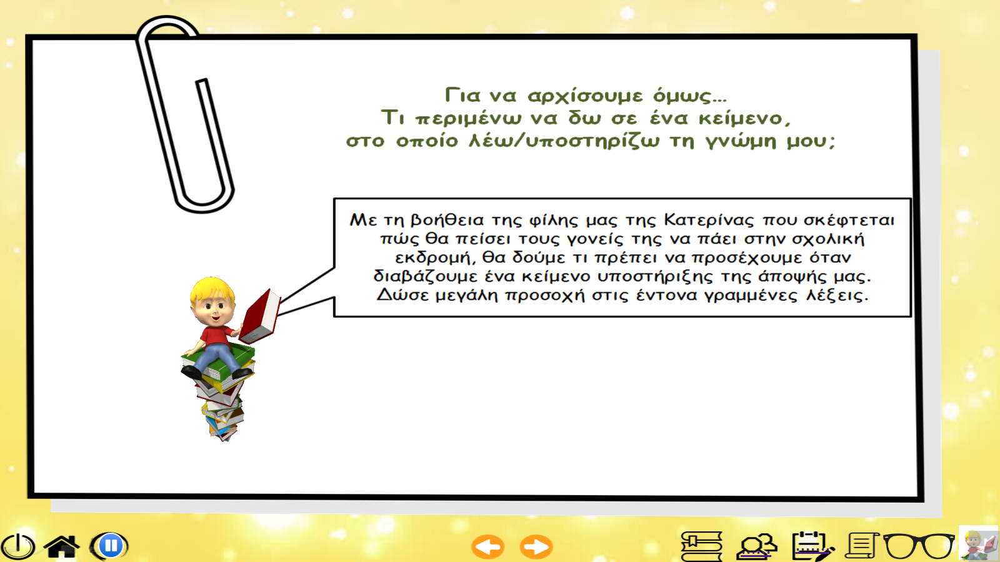 Για να αρχίσουμε όμως...
Τι περιμένω να δω σε ένα κείμενο,
στο οποίο λέω/υποστηρίζω τη γνώμη μου;
Με τη βοήθεια της φίλης μας της Κατερίνας που σκέφτεται
πώς θα πείσει τους γονείς της να πάει στην σχολική
εκδρομή, θα δούμε τι πρέπει να προσέχουμε όταν
διαβάζουμε ένα κείμενο υποστήριξης της άποψής μας.
Δώσε μεγάλη προσοχή στις έντονα γραμμένες λέξεις.